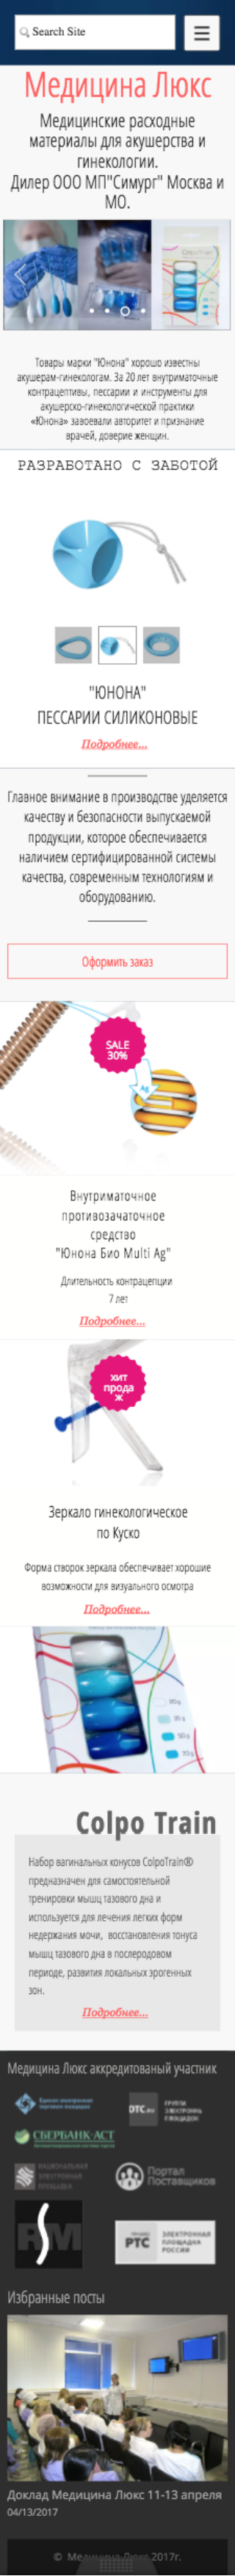 Search Site
Медицина Люкс
Медицинские расходные
материалы для акушерства и
гинекологии.
Дилер ООО МП"Симург" Москва и
МО.
Товары марки "Юнона" хорошо известны
акушерам-гинекологам. За 20 лет внутриматочные
контрацептивы, пессарии и инструменты для
акушерско-гинекологической практики
«Юнона» завоевали авторитет и признание
врачей, доверие женщин.
РАЗРАБОТАНО С ЗАБОТОЙ
"ЮНОНА"
ПЕССАРИИ СИЛИКОНОВЫЕ
Подробнее...
Главное внимание в производстве уделяется
качеству и безопасности выпускаемой
продукции, которое обеспечивается
наличием сертифицированной системы
качества, современным технологиям и
оборудованию.
Оформить заказ
SALE
30%
Ag
Внутриматочное
противозачаточное
средство
"Юнона Био Multi Ag"
Длительность контрацепции
7 лет
Подробнее...
хит
прода
ж
Зеркало гинекологическое
по Куско
Форма створок зеркала обеспечивает хорошие
возможности для визуального осмотра
Подробнее...
Colpo Train
Набор вагинальных конусов ColpoTrain®
предназначен для самостоятельной
тренировки мышц тазового дна и
используется для лечения легких форм
недержания мочи, восстановления тонуса
мышц тазового дна в послеродовом
периоде, развития локальных эрогенных
зон.
Подробнее...
Медицина Люкс аккредитованый участник
OTC.RU
СБЕРБАНК-АСТ
Портал
Поставщиков
РТС
ЭЛЕКТРОННАЯ
ПЛОЩАДКА
РОССИИ
Избранные посты
Доклад Медицина Люкс 11-13 апреля
04/13/2017
© Медицина Люкс 2017г.